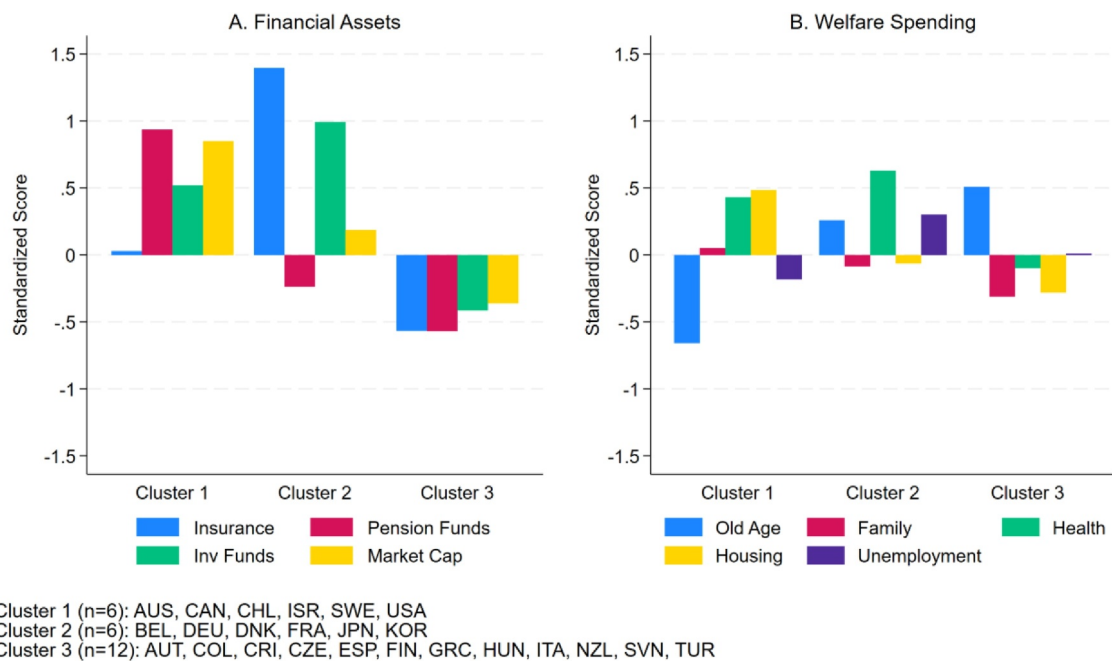 A. Financial Assets
Standardized Score
1.5
1
.5
0
-.5
-1
-1.5
Cluster 1 Cluster 2 Cluster 3
Insurance Pension Funds
Inv Funds Market Cap
B. Welfare Spending
Standardized Score
1.5
1
.5
0
-.5
-1
-1.5
Cluster 1 Cluster 2 Cluster 3
Old Age Family Health
Housing Unemployment
Cluster 1 (n=6): AUS, CAN, CHL, ISR, SWE, USA
Cluster 2 (n=6): BEL, DEU, DNK, FRA, JPN, KOR
Cluster 3 (n=12): AUT, COL, CRI, CZE, ESP, FIN, GRC, HUN, ITA, NZL, SVN, TUR